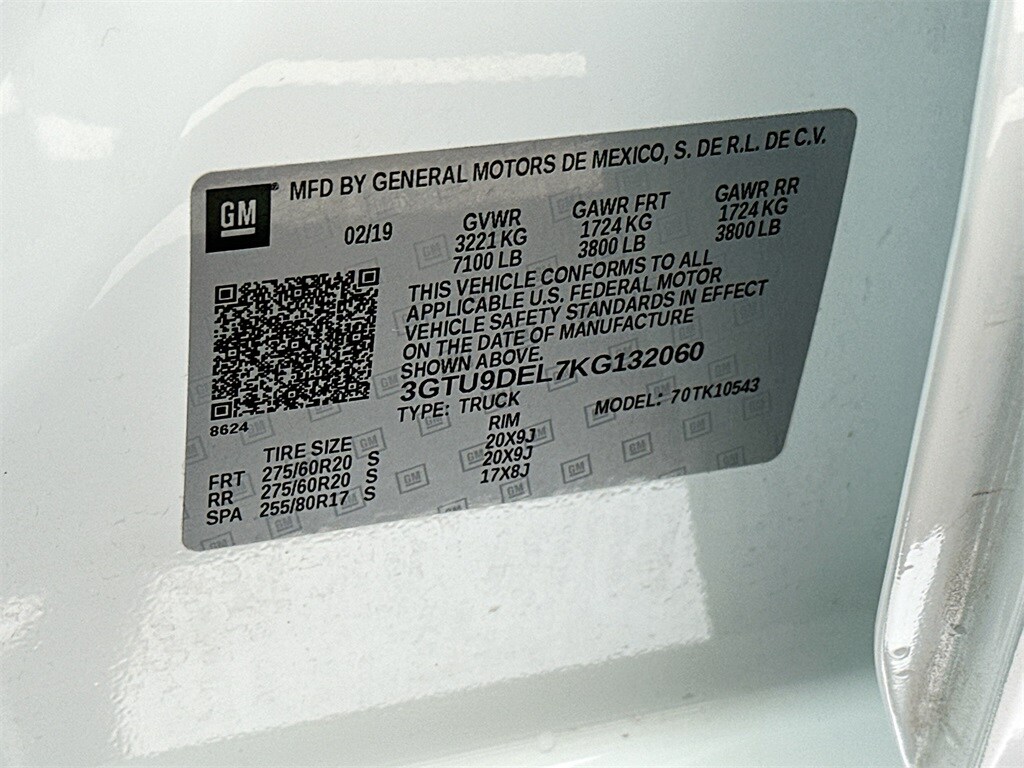 GM® MFD BY GENERAL MOTORS DE MEXICO, S. DE R.L. DE C.V.
02/19
GVWR
3221 KG
7100 LB
GAWR FRT
1724 KG
3800 LB
GAWR RR
1724 KG
3800 LB
THIS VEHICLE CONFORMS TO ALL
APPLICABLE U.S. FEDERAL MOTOR
VEHICLE SAFETY STANDARDS IN EFFECT
ON THE DATE OF MANUFACTURE
SHOWN ABOVE.
3GTU9DEL7KG132060
TYPE: TRUCK MODEL: 70TK10543
8624
TIRE SIZE RIM
FRT 275/60R20 S 20X9J
RR 275/60R20 S 20X9J
SPA 255/80R17 S 17X8J